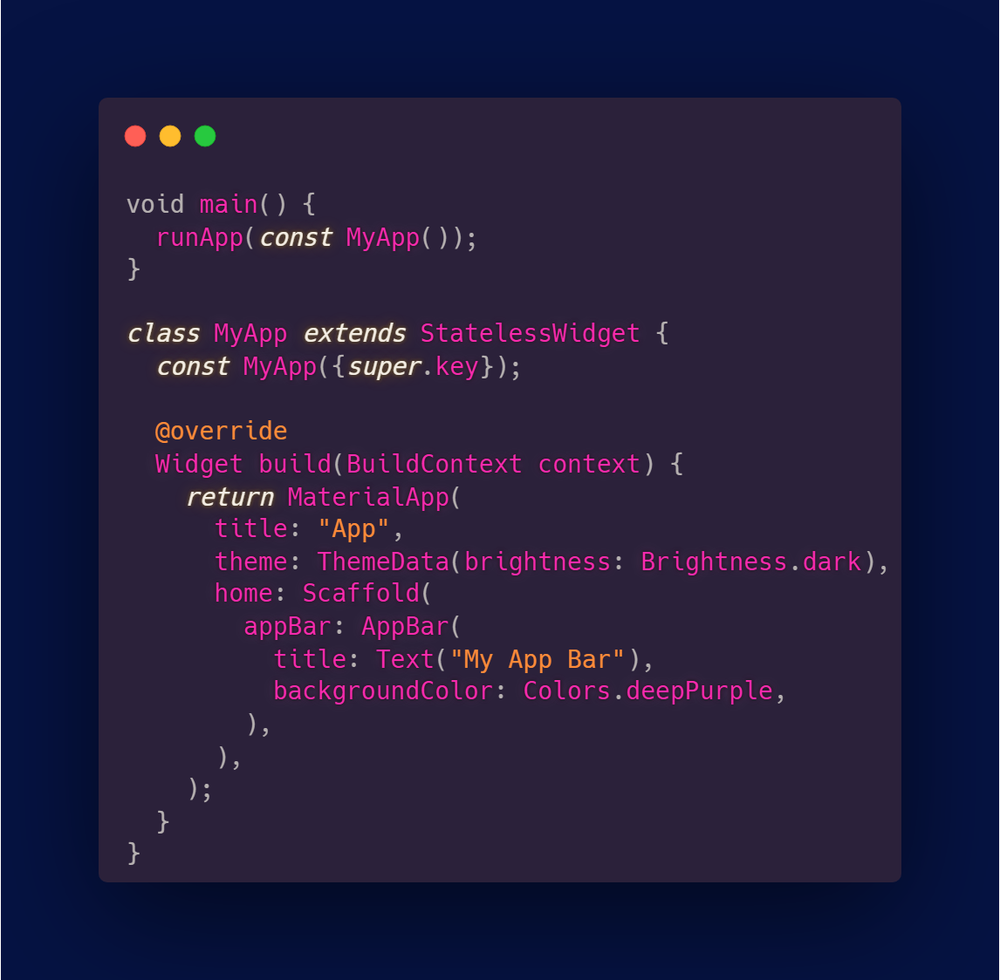 void main() {
  runApp(const MyApp());
}

class MyApp extends StatelessWidget {
  const MyApp({super.key});

  @override
  Widget build(BuildContext context) {
    return MaterialApp(
      title: "App",
      theme: ThemeData(brightness: Brightness.dark),
      home: Scaffold(
        appBar: AppBar(
          title: Text("My App Bar"),
          backgroundColor: Colors.deepPurple,
        ),
      ),
    );
  }
}